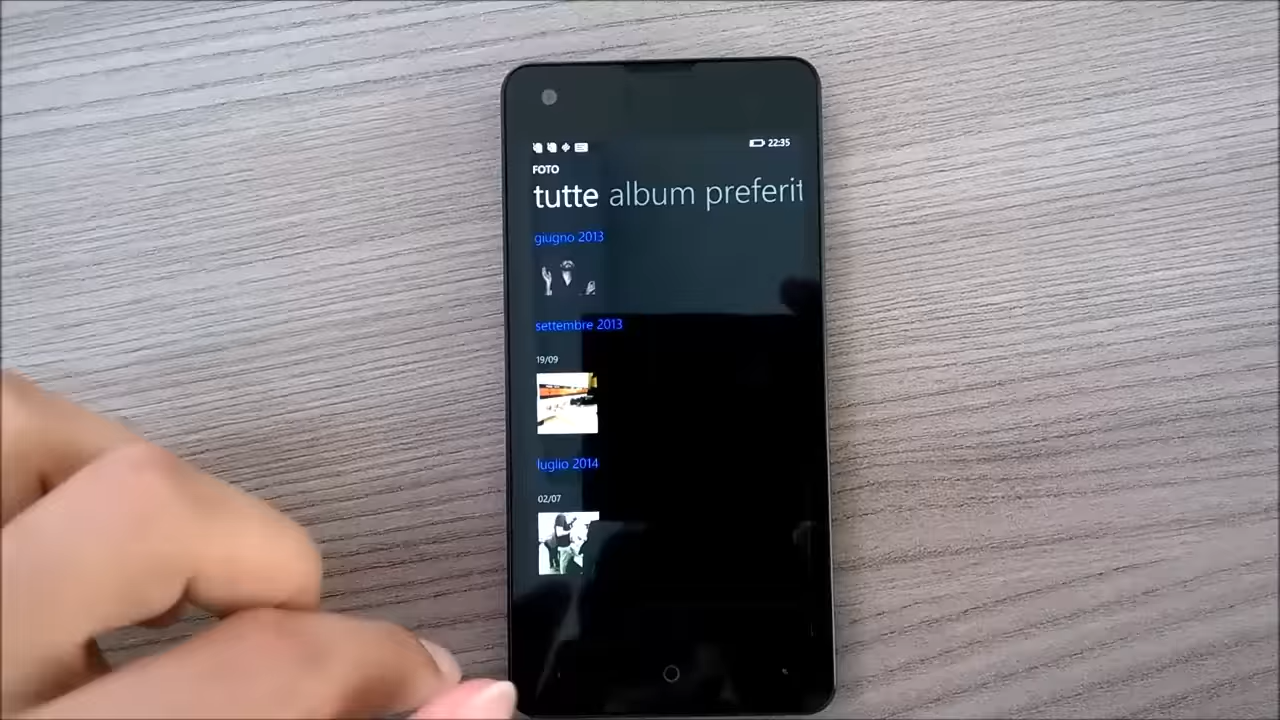 22:35
FOTO
tutte album preferit
giugno 2013
settembre 2013
19/09
luglio 2014
02/07